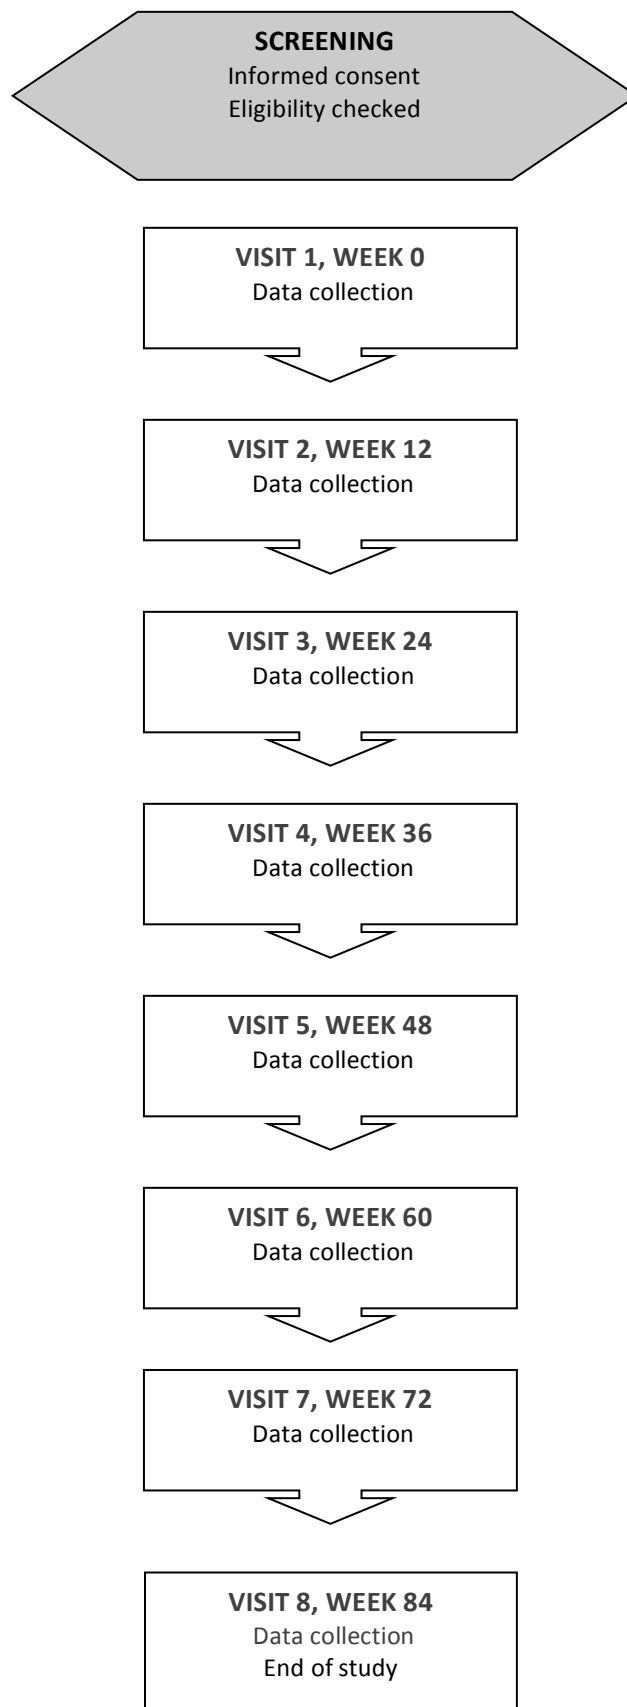 SCREENING
Informed consent
Eligibility checked
VISIT 1, WEEK 0
Data collection
VISIT 2, WEEK 12
Data collection
VISIT 3, WEEK 24
Data collection
VISIT 4, WEEK 36
Data collection
VISIT 5, WEEK 48
Data collection
VISIT 6, WEEK 60
Data collection
VISIT 7, WEEK 72
Data collection
VISIT 8, WEEK 84
Data collection
End of study